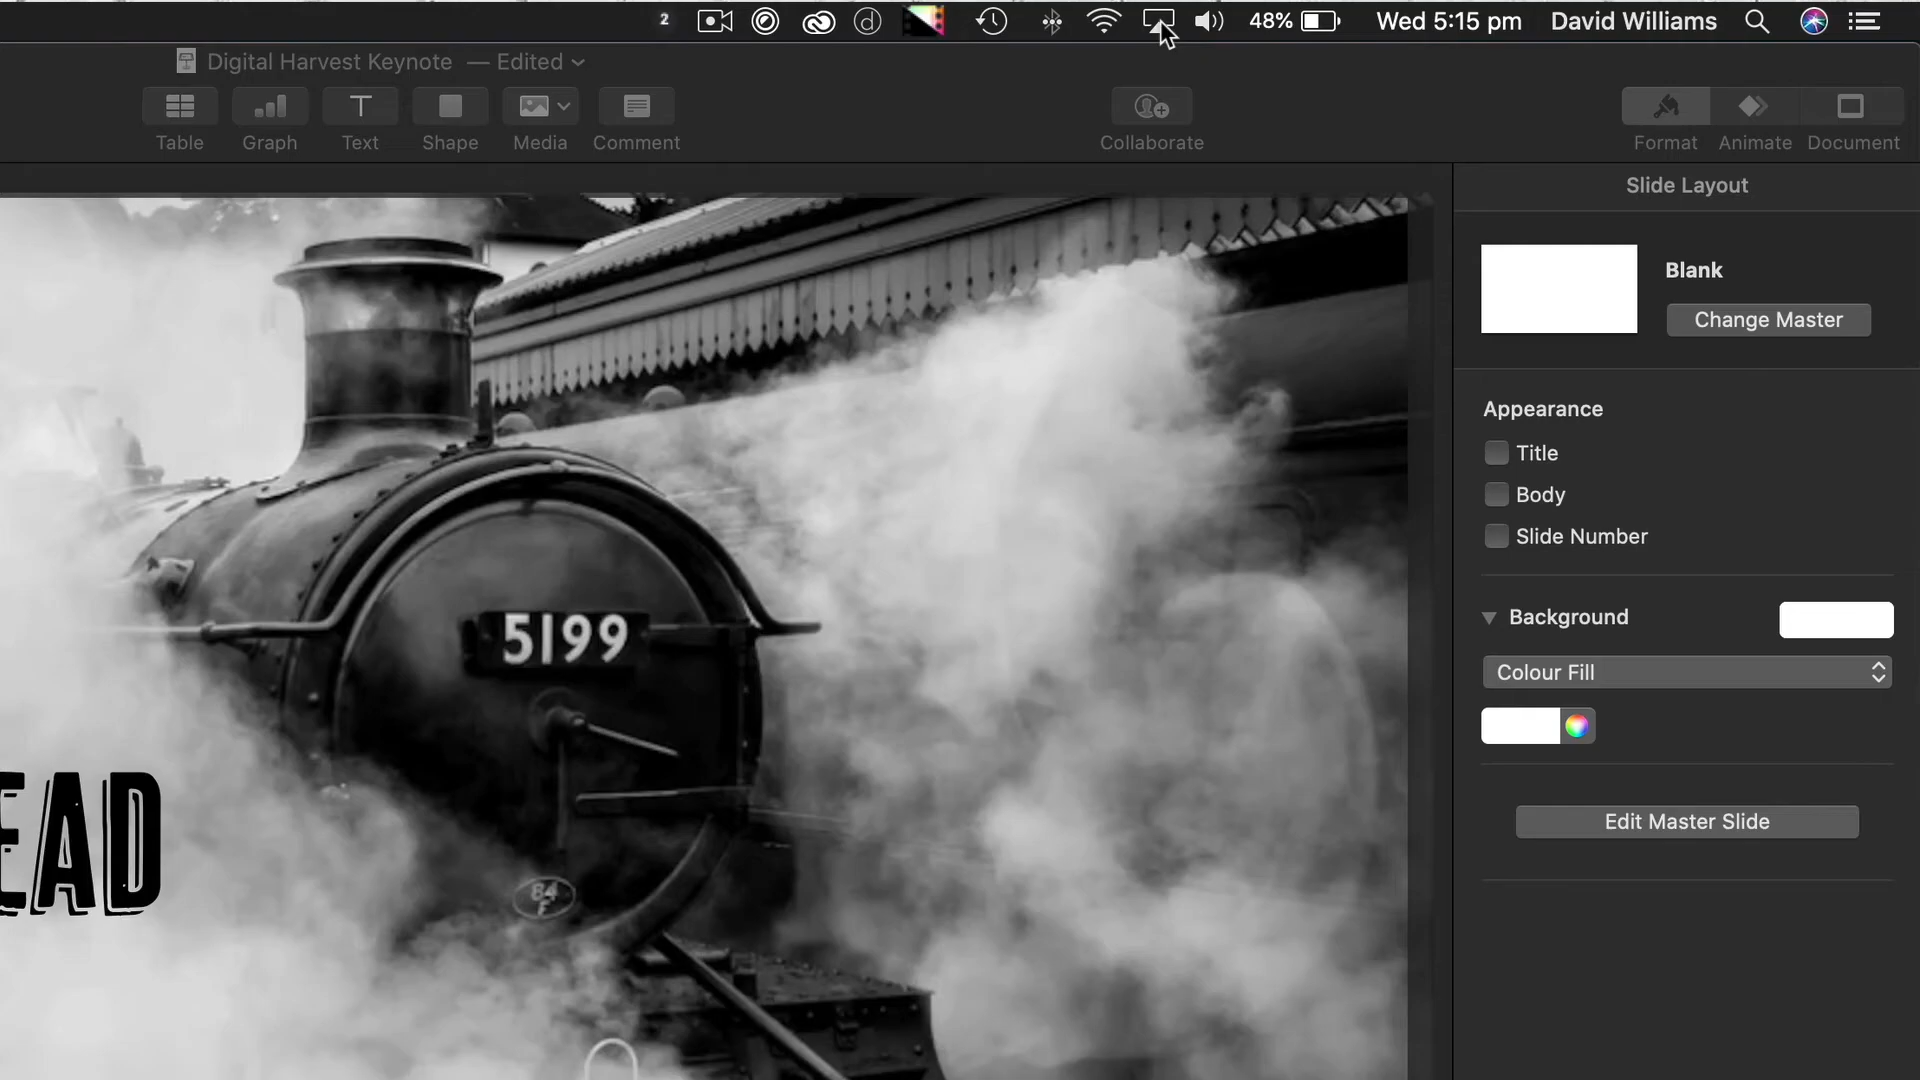 2
48%
Wed 5:15 pm
David Williams
Digital Harvest Keynote — Edited
Table
Graph
Text
Shape
Media
Comment
Collaborate
Format
Animate
Document
Slide Layout
Blank
Change Master
Appearance
Title
Body
Slide Number
Background
Colour Fill
Edit Master Slide
5199
EAD
84
F